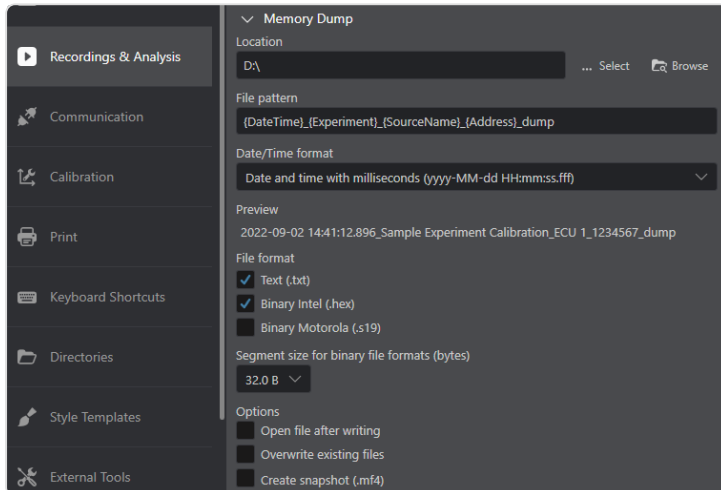 Recordings & Analysis
Communication
Calibration
Print
Keyboard Shortcuts
Directories
Style Templates
External Tools
Memory Dump
Location
D:\
... Select
Browse
File pattern
{DateTime}_{Experiment}_{SourceName}_{Address}_dump
Date/Time format
Date and time with milliseconds (yyyy-MM-dd HH:mm:ss.fff)
Preview
2022-09-02 14:41:12.896_Sample Experiment Calibration_ECU 1_1234567_dump
File format
Text (.txt)
Binary Intel (.hex)
Binary Motorola (.s19)
Segment size for binary file formats (bytes)
32.0 B
Options
Open file after writing
Overwrite existing files
Create snapshot (.mf4)